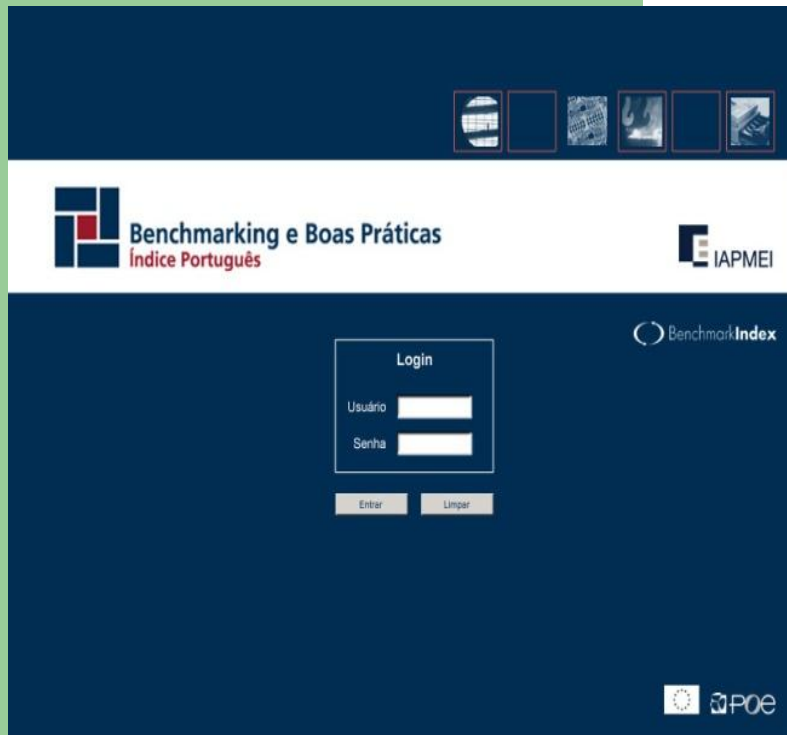 Benchmarking e Boas Práticas
Índice Português
IAPMEI
BenchmarkIndex
Login
Usuário
Senha
Entrar
Limpar
POE